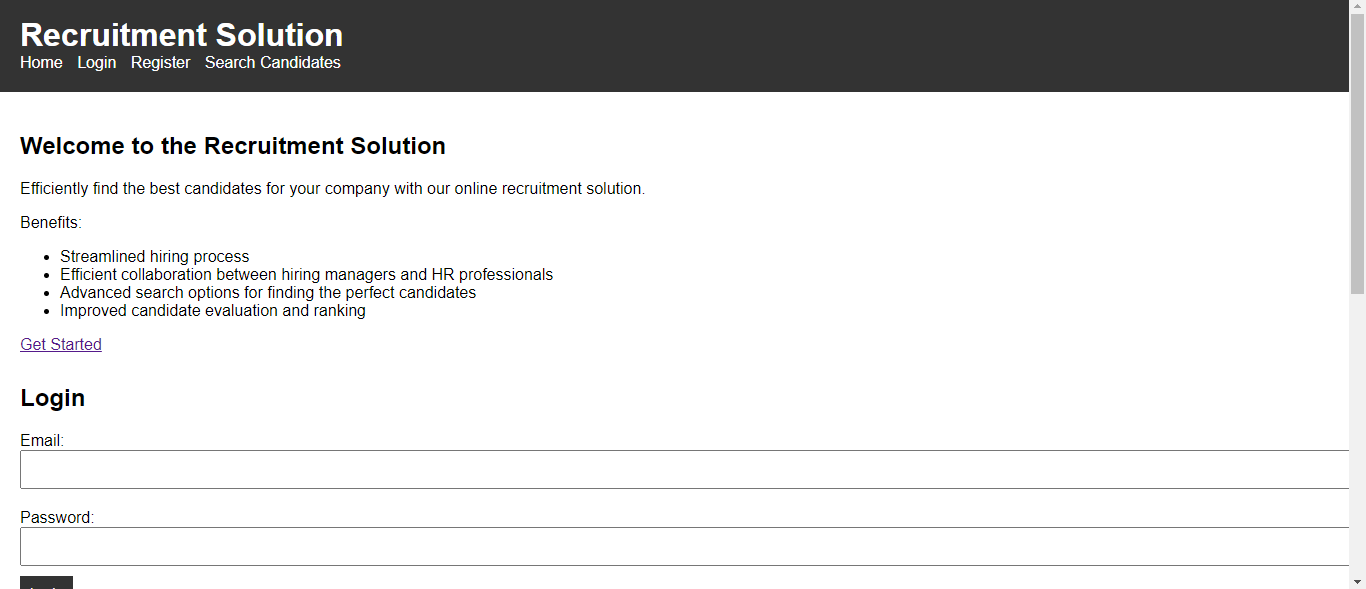 Recruitment Solution
Home Login Register Search Candidates
Welcome to the Recruitment Solution
Efficiently find the best candidates for your company with our online recruitment solution.
Benefits:
Streamlined hiring process
Efficient collaboration between hiring managers and HR professionals
Advanced search options for finding the perfect candidates
Improved candidate evaluation and ranking
Get Started
Login
Email:
Password: